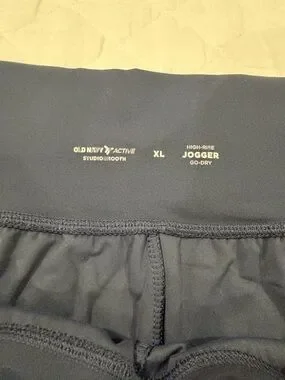 OLD NAVY ACTIVE
STUDIOSMOOTH
XL
HIGH-RISE
JOGGER
GO-DRY